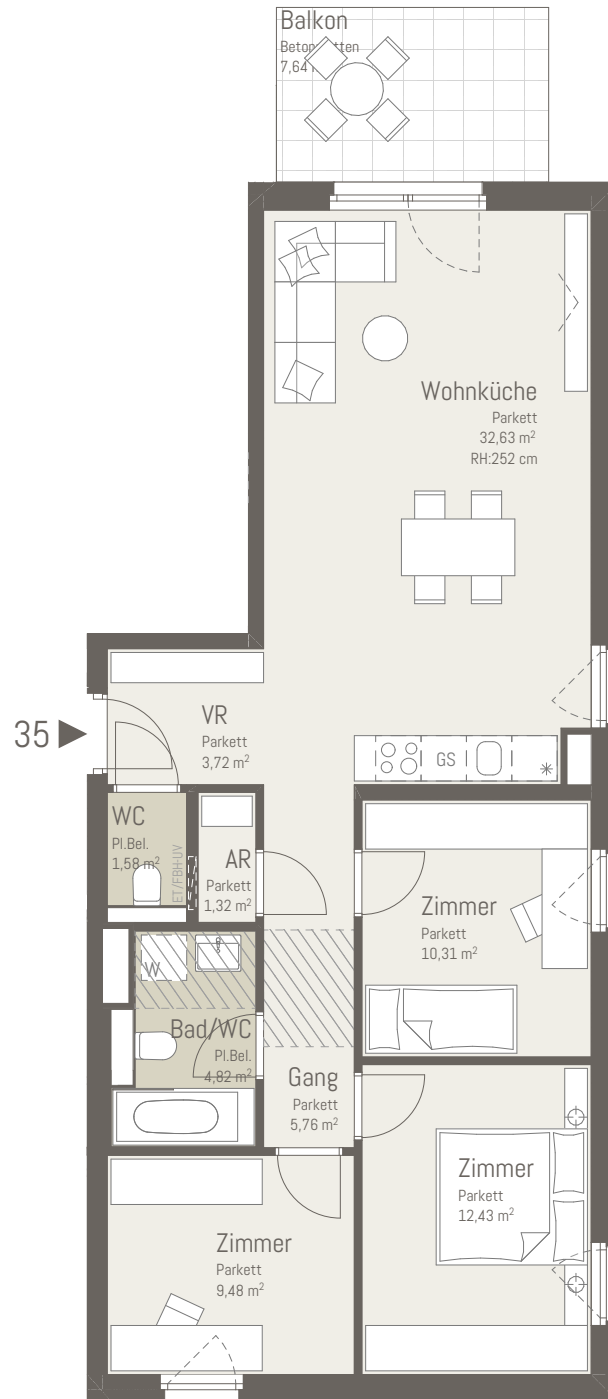 Balkon
7,64
Wohnküche
Parkett
32,63 m²
RH:252 cm
35
VR
Parkett
3,72 m²
GS
WC
Pl.Bel.
1,58 m²
ET/FBH-UV
AR
Parkett
1,32 m²
Zimmer
Parkett
10,31 m²
W
Bad/WC
Pl.Bel.
4,82 m²
Gang
Parkett
5,76 m²
Zimmer
Parkett
12,43 m²
Zimmer
Parkett
9,48 m²